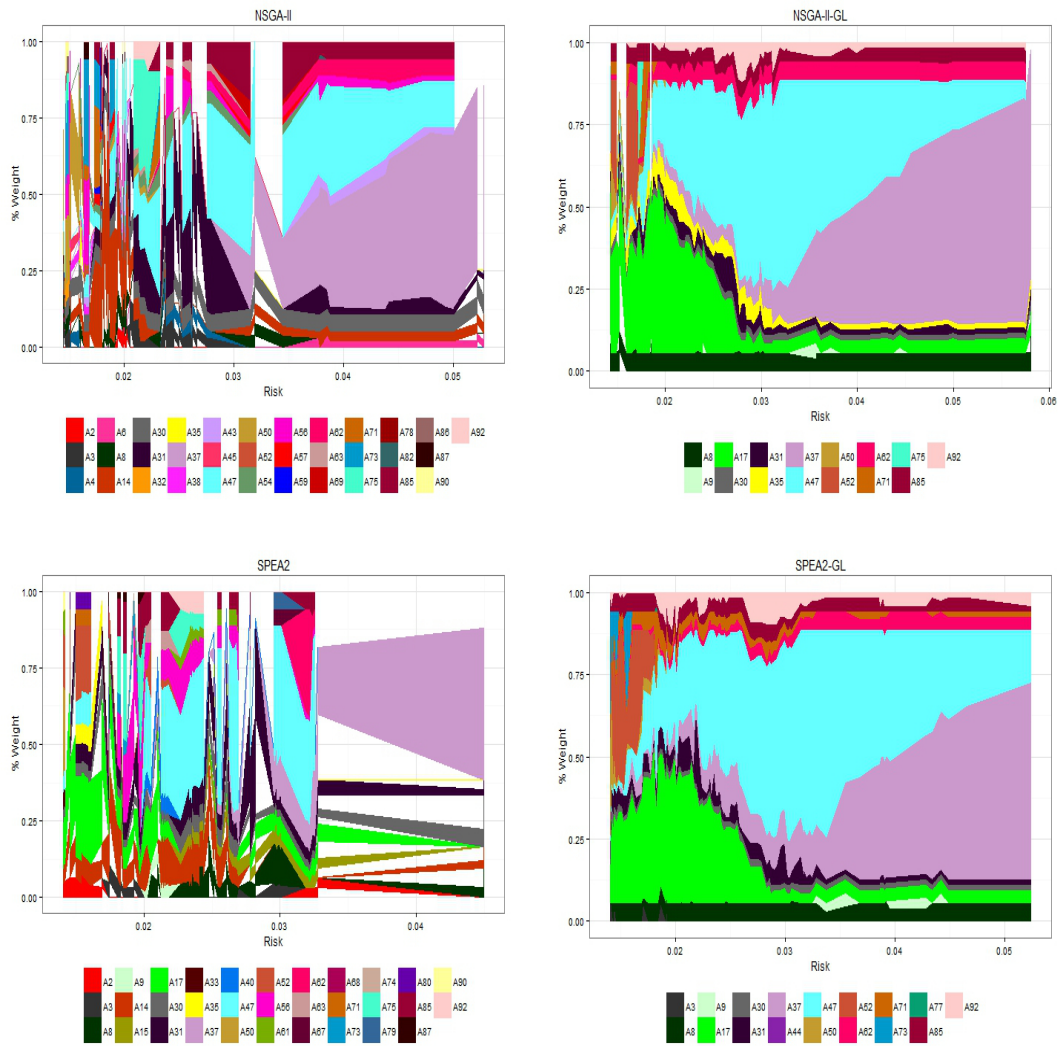 NSGA-II
1.00
0.75
0.50
0.25
0.00
% Weight
0.02 0.03 0.04 0.05
Risk
A2 A6 A30 A35 A43 A50 A56 A62 A71 A78 A86 A92
A3 A8 A31 A37 A45 A52 A57 A63 A73 A82 A87
A4 A14 A32 A38 A47 A54 A59 A69 A75 A85 A90
NSGA-II-GL
1.00
0.75
0.50
0.25
0.00
% Weight
0.02 0.03 0.04 0.05 0.06
Risk
A8 A17 A31 A37 A50 A62 A75 A92
A9 A30 A35 A47 A52 A71 A85
SPEA2
1.00
0.75
0.50
0.25
0.00
% Weight
0.02 0.03 0.04
Risk
A2 A9 A17 A33 A40 A52 A62 A68 A74 A80 A90
A3 A14 A30 A35 A47 A56 A63 A71 A75 A85 A92
A8 A15 A31 A37 A50 A61 A67 A73 A79 A87
SPEA2-GL
1.00
0.75
0.50
0.25
0.00
% Weight
0.02 0.03 0.04 0.05
Risk
A3 A9 A30 A37 A47 A52 A71 A77 A92
A8 A17 A31 A44 A50 A62 A73 A85